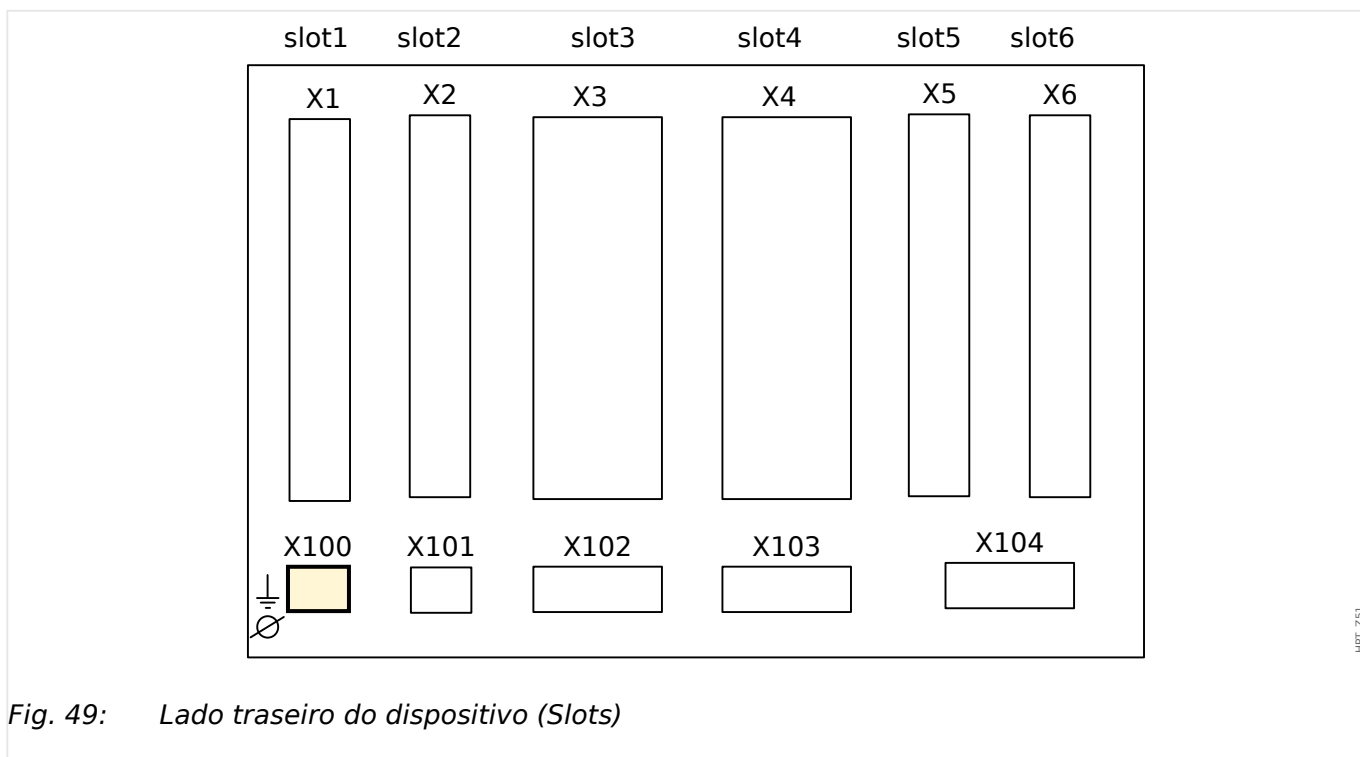 slot1 slot2 slot3 slot4 slot5 slot6
X1 X2 X3 X4 X5 X6
X100 X101 X102 X103 X104
Fig. 49: Lado traseiro do dispositivo (Slots)